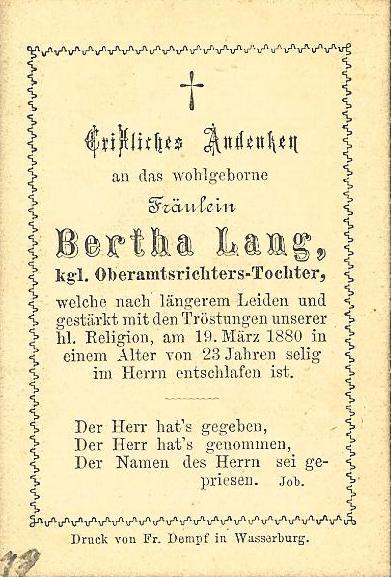 Cristliches Andenken
an das wohlgeborne
Fräulein
Bertha Lang,
kgl. Oberamtsrichters-Tochter,
welche nach längerem Leiden und
gestärkt mit den Tröstungen unserer
hl. Religion, am 19. März 1880 in
einem Alter von 23 Jahren selig
im Herrn entschlafen ist.
Der Herr hat's gegeben,
Der Herr hat's genommen,
Der Namen des Herrn sei ge-
priesen. Job.
Druck von Fr. Dempf in Wasserburg.
19